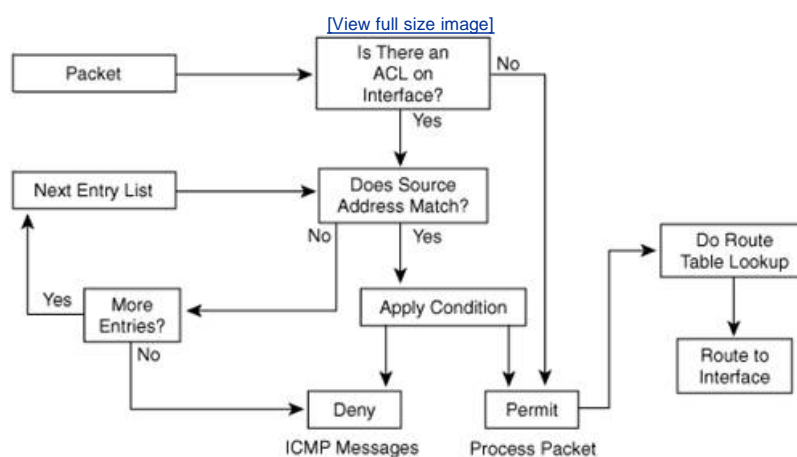 [View full size image]
Packet
Is There an
ACL on
Interface?
No
Yes
Next Entry List
Does Source
Address Match?
No
Yes
Do Route
Table Lookup
Yes
More
Entries?
Apply Condition
No
Route to
Interface
Deny
Permit
ICMP Messages
Process Packet